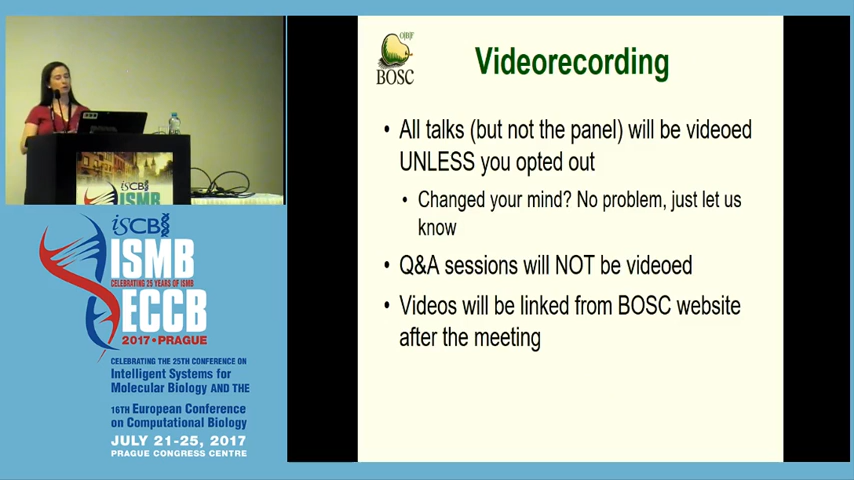 OBF
BOSC
Videorecording
• All talks (but not the panel) will be videoed
UNLESS you opted out
• Changed your mind? No problem, just let us
know
• Q&A sessions will NOT be videoed
• Videos will be linked from BOSC website
after the meeting
iSCB
ISMB
iSCB
ISMB
CELEBRATING 25 YEARS OF ISMB
ECCB
2017 • PRAGUE
CELEBRATING THE 25TH CONFERENCE ON
Intelligent Systems for
Molecular Biology AND THE
16TH European Conference
on Computational Biology
JULY 21-25, 2017
PRAGUE CONGRESS CENTRE